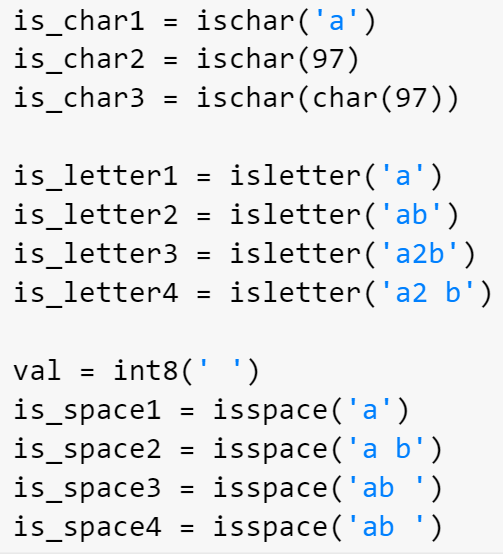 is_char1 = ischar('a')
is_char2 = ischar(97)
is_char3 = ischar(char(97))
is_letter1 = isletter('a')
is_letter2 = isletter('ab')
is_letter3 = isletter('a2b')
is_letter4 = isletter('a2 b')
val = int8(' ')
is_space1 = isspace('a')
is_space2 = isspace('a b')
is_space3 = isspace('ab ')
is_space4 = isspace('ab ')